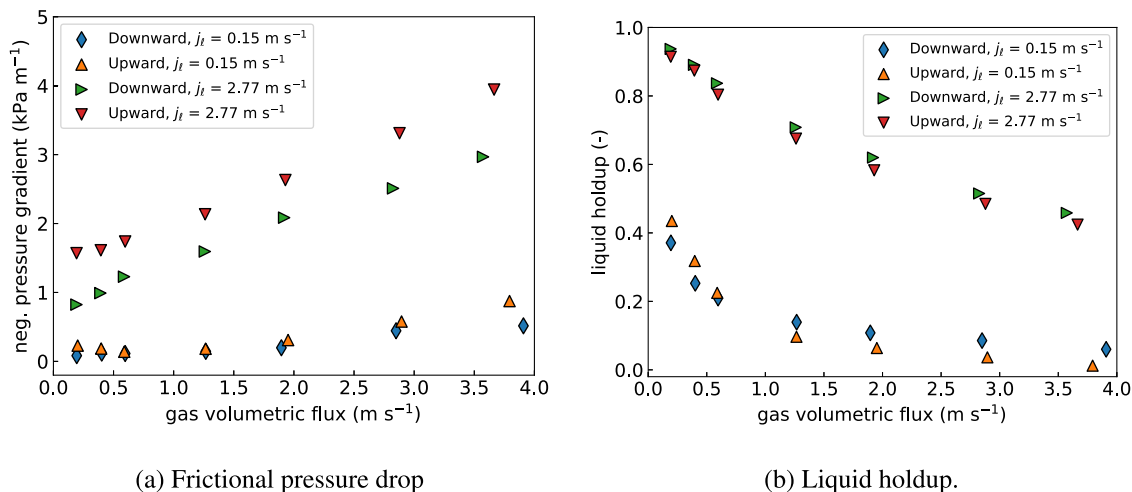 (a)
5
4
3
2
1
0
neg. pressure gradient (kPa m⁻¹)
Downward, jℓ = 0.15 m s⁻¹
Upward, jℓ = 0.15 m s⁻¹
Downward, jℓ = 2.77 m s⁻¹
Upward, jℓ = 2.77 m s⁻¹
0.0 0.5 1.0 1.5 2.0 2.5 3.0 3.5 4.0
gas volumetric flux (m s⁻¹)
(a) Frictional pressure drop
(b)
1.0
0.8
0.6
0.4
0.2
0.0
liquid holdup (-)
Downward, jℓ = 0.15 m s⁻¹
Upward, jℓ = 0.15 m s⁻¹
Downward, jℓ = 2.77 m s⁻¹
Upward, jℓ = 2.77 m s⁻¹
0.0 0.5 1.0 1.5 2.0 2.5 3.0 3.5 4.0
gas volumetric flux (m s⁻¹)
(b) Liquid holdup.